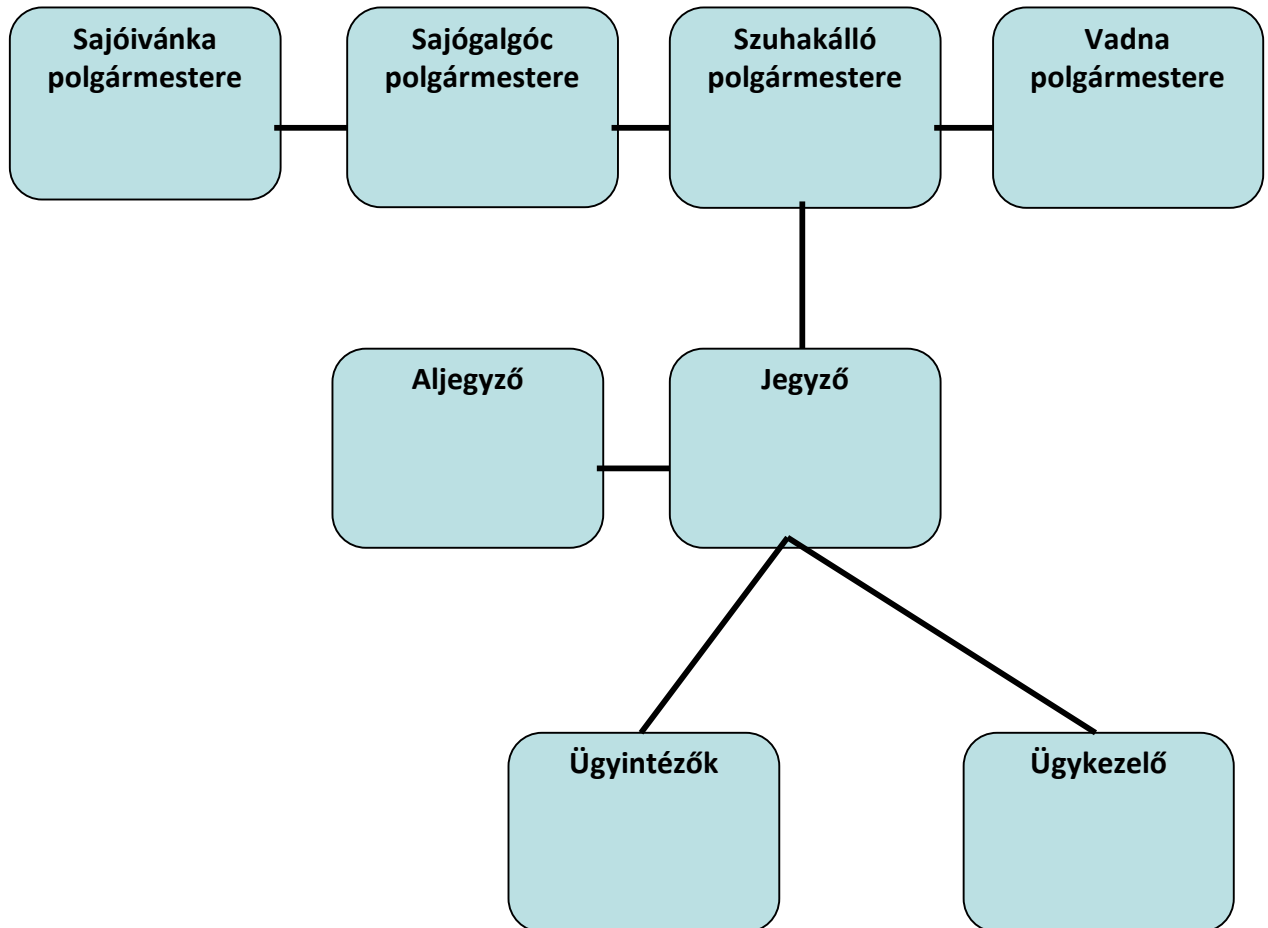 Sajóivánka
polgármestere
Sajógalgóc
polgármestere
Szuhakálló
polgármestere
Vadna
polgármestere
Aljegyző
Jegyző
Ügyintézők
Ügykezelő